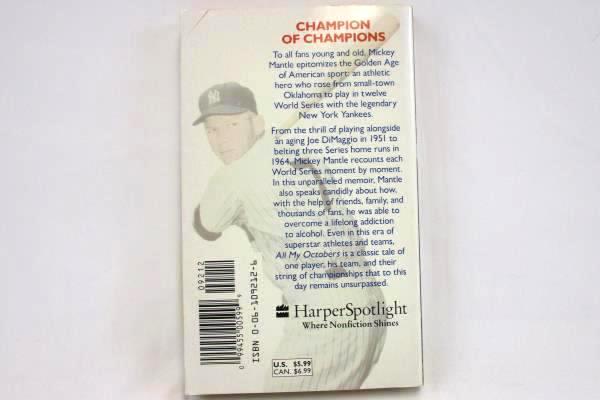 CHAMPION
OF CHAMPIONS
To all fans young and old, Mickey
Mantle epitomizes the Golden Age
of American sport: an athletic
hero who rose from small-town
Oklahoma to play in twelve
World Series with the legendary
New York Yankees.
From the thrill of playing alongside
an aging Joe DiMaggio in 1951 to
belting three Series home runs in
1964, Mickey Mantle recounts each
World Series moment by moment.
In this unparalleled memoir, Mantle
also speaks candidly about how,
with the help of friends, family, and
thousands of fans, he was able to
overcome a lifelong addiction
to alcohol. Even in this era of
superstar athletes and teams,
All My Octobers is a classic tale of
one player, his team, and their
string of championships that to this
day remains unsurpassed.
HarperSpotlight
Where Nonfiction Shines
U.S. $5.99
CAN. $6.99
09212
0 99455 00599 9
ISBN 0-06-109212-6
NY